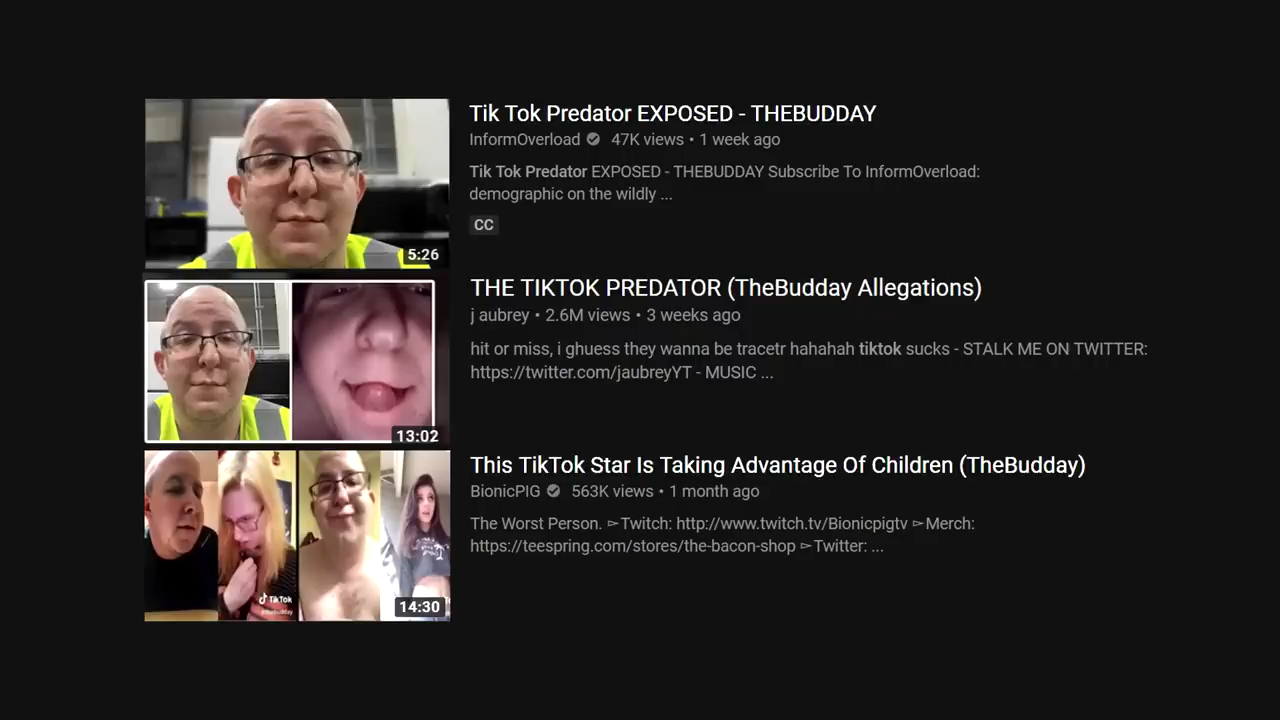 Tik Tok Predator EXPOSED - THEBUDDAY
InformOverload 47K views • 1 week ago
Tik Tok Predator EXPOSED - THEBUDDAY Subscribe To InformOverload:
demographic on the wildly ...
CC
5:26
THE TIKTOK PREDATOR (TheBudday Allegations)
j aubrey • 2.6M views • 3 weeks ago
hit or miss, i ghuess they wanna be tracetr hahahah tiktok sucks - STALK ME ON TWITTER:
https://twitter.com/jaubreyYT - MUSIC ...
13:02
This TikTok Star Is Taking Advantage Of Children (TheBudday)
BionicPIG 563K views • 1 month ago
The Worst Person. ➳Twitch: http://www.twitch.tv/Bionicpigtv ➳Merch:
https://teespring.com/stores/the-bacon-shop ➳Twitter: ...
TikTok
14:30